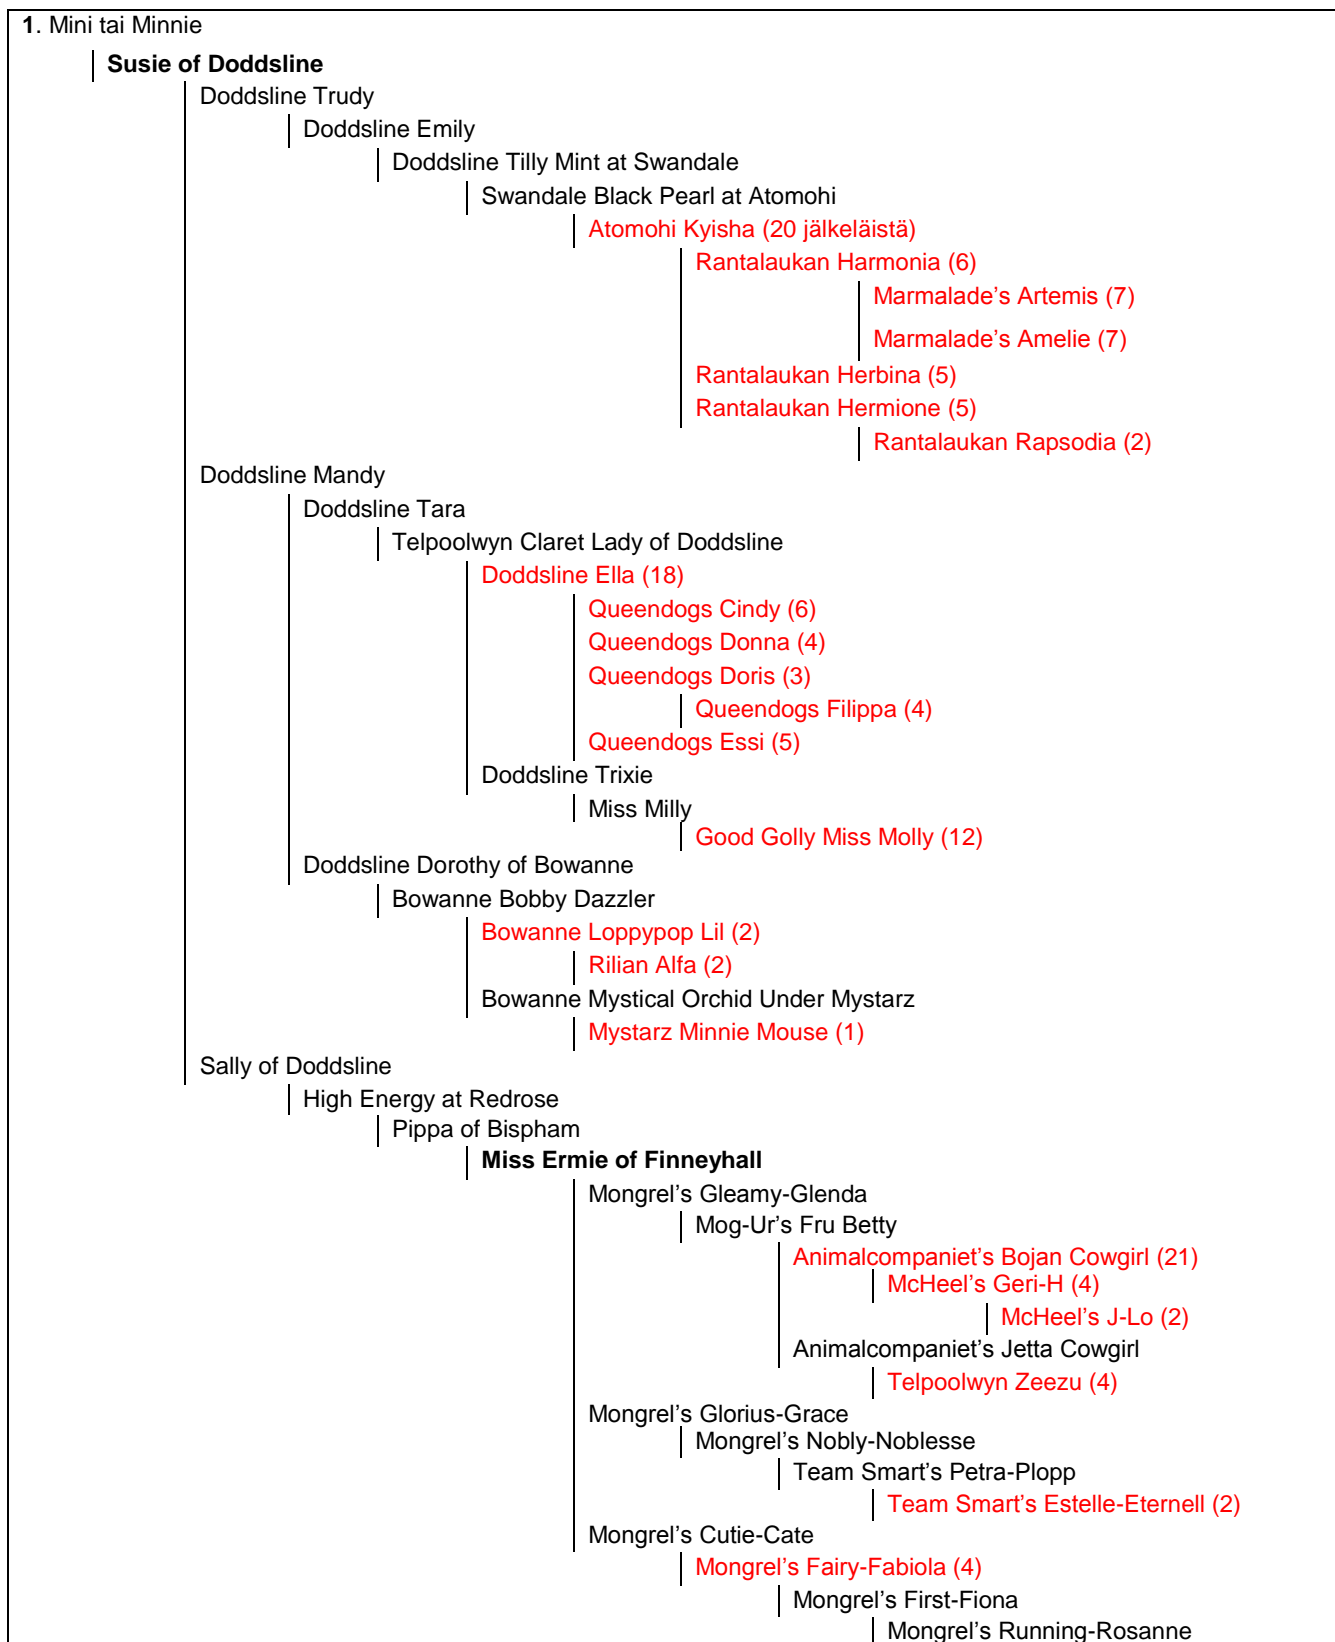 1. Mini tai Minnie
Susie of Doddsline
Doddsline Trudy
Doddsline Emily
Doddsline Tilly Mint at Swandale
Swandale Black Pearl at Atomohi
Atomohi Kyisha (20 jälkeläistä)
Rantalaukan Harmonia (6)
Marmalade’s Artemis (7)
Marmalade’s Amelie (7)
Rantalaukan Herbina (5)
Rantalaukan Hermione (5)
Rantalaukan Rapsodia (2)
Doddsline Mandy
Doddsline Tara
Telpoolwyn Claret Lady of Doddsline
Doddsline Ella (18)
Queendogs Cindy (6)
Queendogs Donna (4)
Queendogs Doris (3)
Queendogs Filippa (4)
Queendogs Essi (5)
Doddsline Trixie
Miss Milly
Good Golly Miss Molly (12)
Doddsline Dorothy of Bowanne
Bowanne Bobby Dazzler
Bowanne Loppypop Lil (2)
Rilian Alfa (2)
Bowanne Mystical Orchid Under Mystarz
Mystarz Minnie Mouse (1)
Sally of Doddsline
High Energy at Redrose
Pippa of Bispham
Miss Ermie of Finneyhall
Mongrel’s Gleamy-Glenda
Mog-Ur’s Fru Betty
Animalcompaniet’s Bojan Cowgirl (21)
McHeel’s Geri-H (4)
McHeel’s J-Lo (2)
Animalcompaniet’s Jetta Cowgirl
Telpoolwyn Zeezu (4)
Mongrel’s Glorius-Grace
Mongrel’s Nobly-Noblesse
Team Smart’s Petra-Plopp
Team Smart’s Estelle-Eternell (2)
Mongrel’s Cutie-Cate
Mongrel’s Fairy-Fabiola (4)
Mongrel’s First-Fiona
Mongrel’s Running-Rosanne